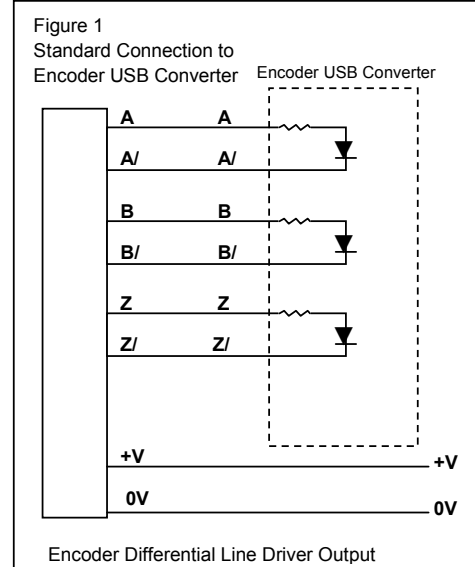 Figure 1
Standard Connection to
Encoder USB Converter
Encoder USB Converter
A A
A/ A/
B B
B/ B/
Z Z
Z/ Z/
+V +V
0V 0V
Encoder Differential Line Driver Output